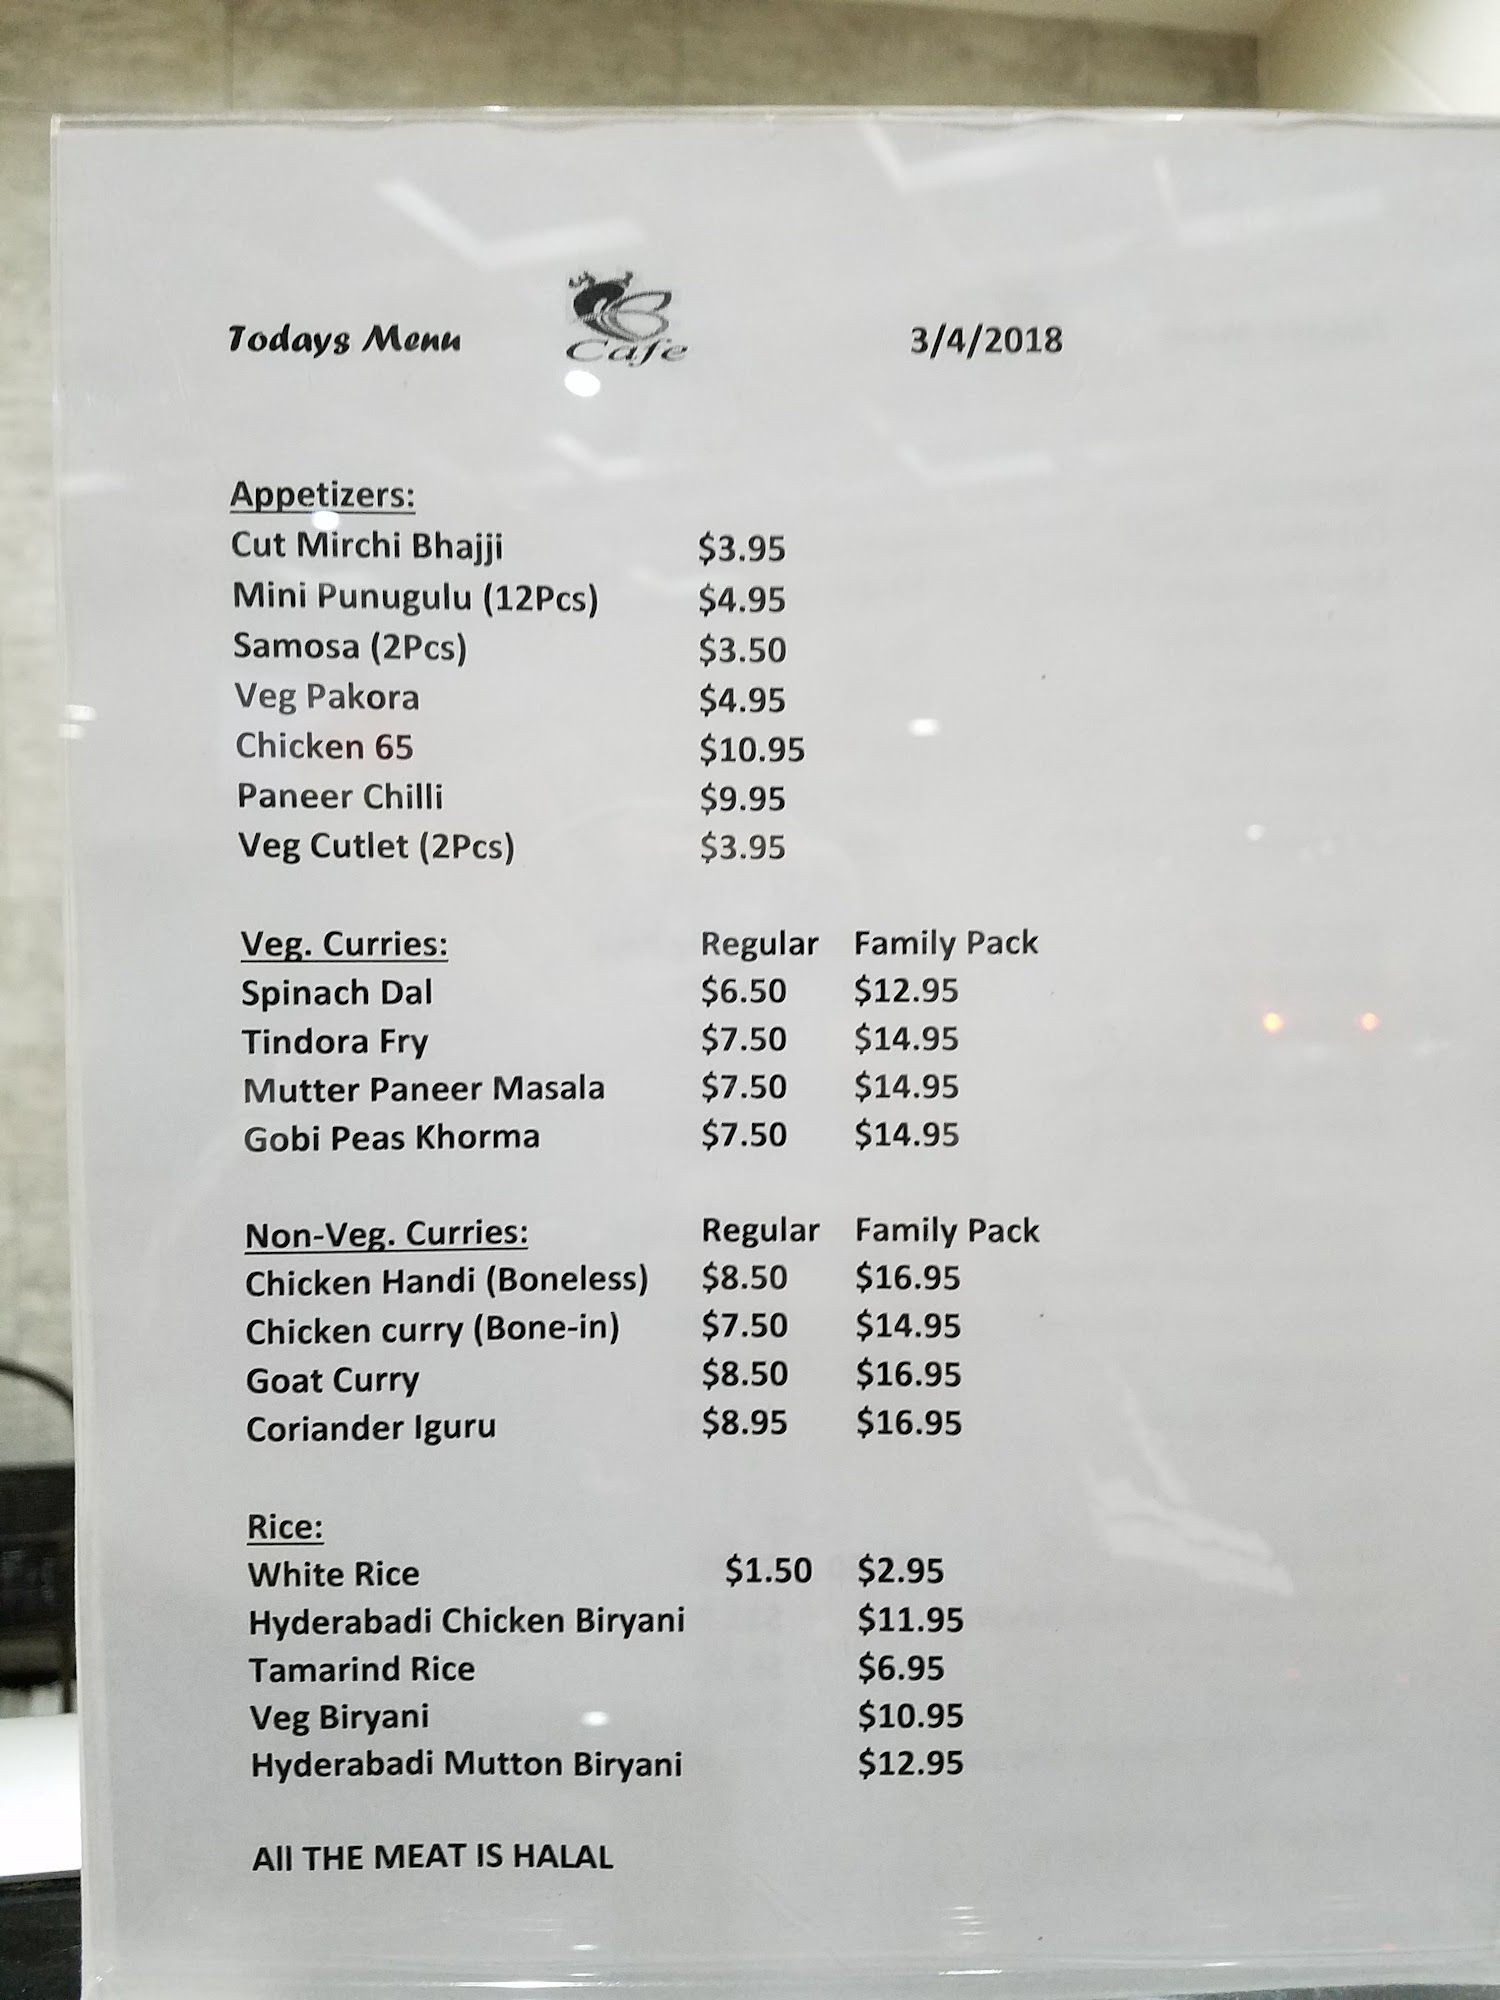 Todays Menu Cafe 3/4/2018
Appetizers:
Cut Mirchi Bhajji $3.95
Mini Punugulu (12Pcs) $4.95
Samosa (2Pcs) $3.50
Veg Pakora $4.95
Chicken 65 $10.95
Paneer Chilli $9.95
Veg Cutlet (2Pcs) $3.95
Veg. Curries: Regular Family Pack
Spinach Dal $6.50 $12.95
Tindora Fry $7.50 $14.95
Mutter Paneer Masala $7.50 $14.95
Gobi Peas Khorma $7.50 $14.95
Non-Veg. Curries: Regular Family Pack
Chicken Handi (Boneless) $8.50 $16.95
Chicken curry (Bone-in) $7.50 $14.95
Goat Curry $8.50 $16.95
Coriander Iguru $8.95 $16.95
Rice:
White Rice $1.50 $2.95
Hyderabadi Chicken Biryani $11.95
Tamarind Rice $6.95
Veg Biryani $10.95
Hyderabadi Mutton Biryani $12.95
All THE MEAT IS HALAL